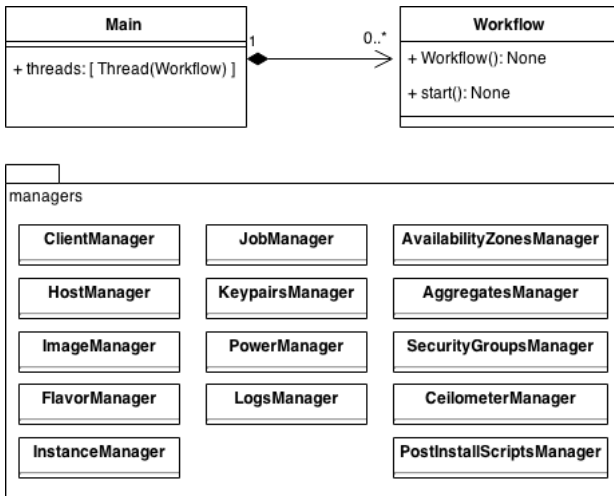 Main
+ threads: [ Thread(Workflow) ]
1
0..*
Workflow
+ Workflow(): None
+ start(): None
managers
ClientManager
JobManager
AvailabilityZonesManager
HostManager
KeypairsManager
AggregatesManager
ImageManager
PowerManager
SecurityGroupsManager
FlavorManager
LogsManager
CeilometerManager
InstanceManager
PostInstallScriptsManager